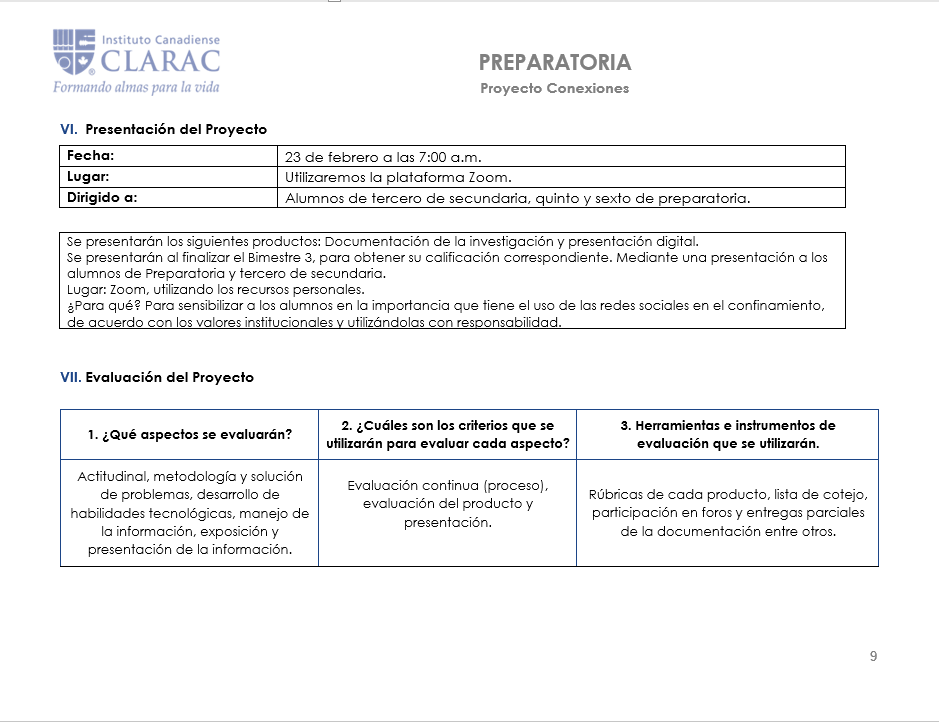 Instituto Canadiense
CLARAC
Formando almas para la vida
PREPARATORIA
Proyecto Conexiones
VI. Presentación del Proyecto
Fecha: 23 de febrero a las 7:00 a.m.
Lugar: Utilizaremos la plataforma Zoom.
Dirigido a: Alumnos de tercero de secundaria, quinto y sexto de preparatoria.
Se presentarán los siguientes productos: Documentación de la investigación y presentación digital.
Se presentarán al finalizar el Bimestre 3, para obtener su calificación correspondiente. Mediante una presentación a los
alumnos de Preparatoria y tercero de secundaria.
Lugar: Zoom, utilizando los recursos personales.
¿Para qué? Para sensibilizar a los alumnos en la importancia que tiene el uso de las redes sociales en el confinamiento,
de acuerdo con los valores institucionales y utilizándolas con responsabilidad.
VII. Evaluación del Proyecto
1. ¿Qué aspectos se evaluarán?
2. ¿Cuáles son los criterios que se
utilizarán para evaluar cada aspecto?
3. Herramientas e instrumentos de
evaluación que se utilizarán.
Actitudinal, metodología y solución
de problemas, desarrollo de
habilidades tecnológicas, manejo de
la información, exposición y
presentación de la información.
Evaluación continua (proceso),
evaluación del producto y
presentación.
Rúbricas de cada producto, lista de cotejo,
participación en foros y entregas parciales
de la documentación entre otros.
9